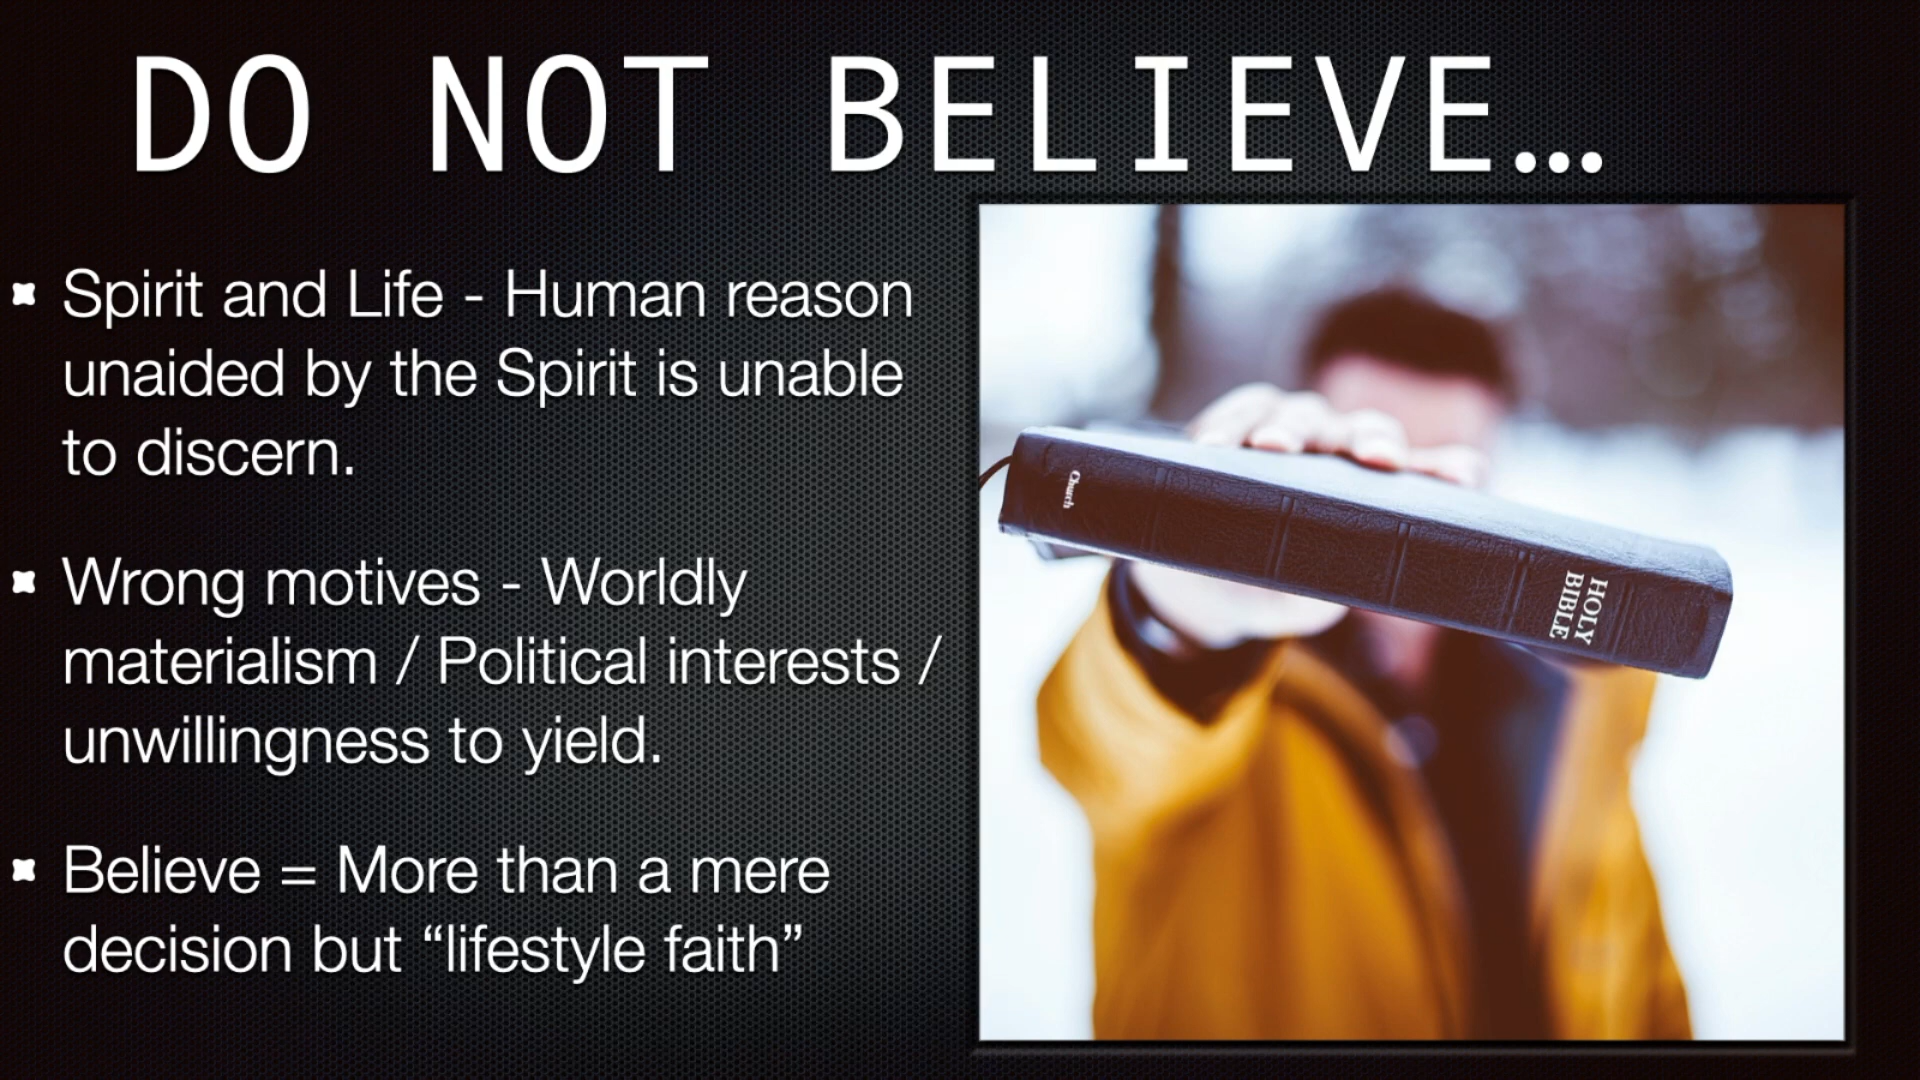 DO NOT BELIEVE…
Spirit and Life - Human reason
unaided by the Spirit is unable
to discern.
Wrong motives - Worldly
materialism / Political interests /
unwillingness to yield.
Believe = More than a mere
decision but “lifestyle faith”
Church
HOLY
BIBLE